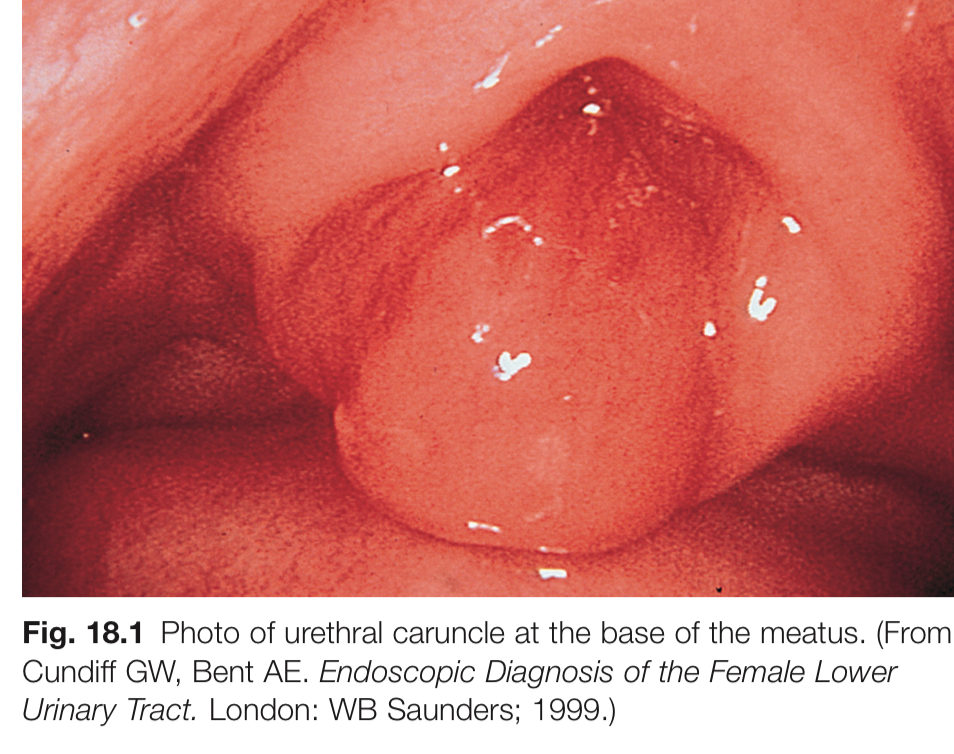 Fig. 18.1 Photo of urethral caruncle at the base of the meatus. (From
Cundiff GW, Bent AE. Endoscopic Diagnosis of the Female Lower
Urinary Tract. London: WB Saunders; 1999.)